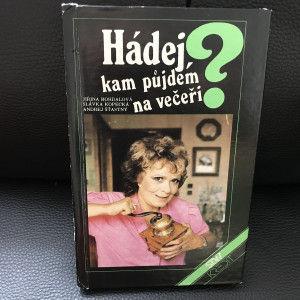 Hádej
kam půjdem
na večeři
?
JIŘINA BOHDALOVÁ
SLÁVKA KOPECKÁ
ANDREJ ŠŤASTNÝ